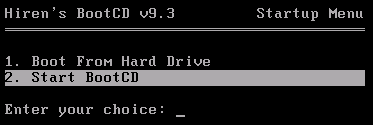 Hiren's BootCD v9.3 Startup Menu
1. Boot From Hard Drive
2. Start BootCD
Enter your choice: _